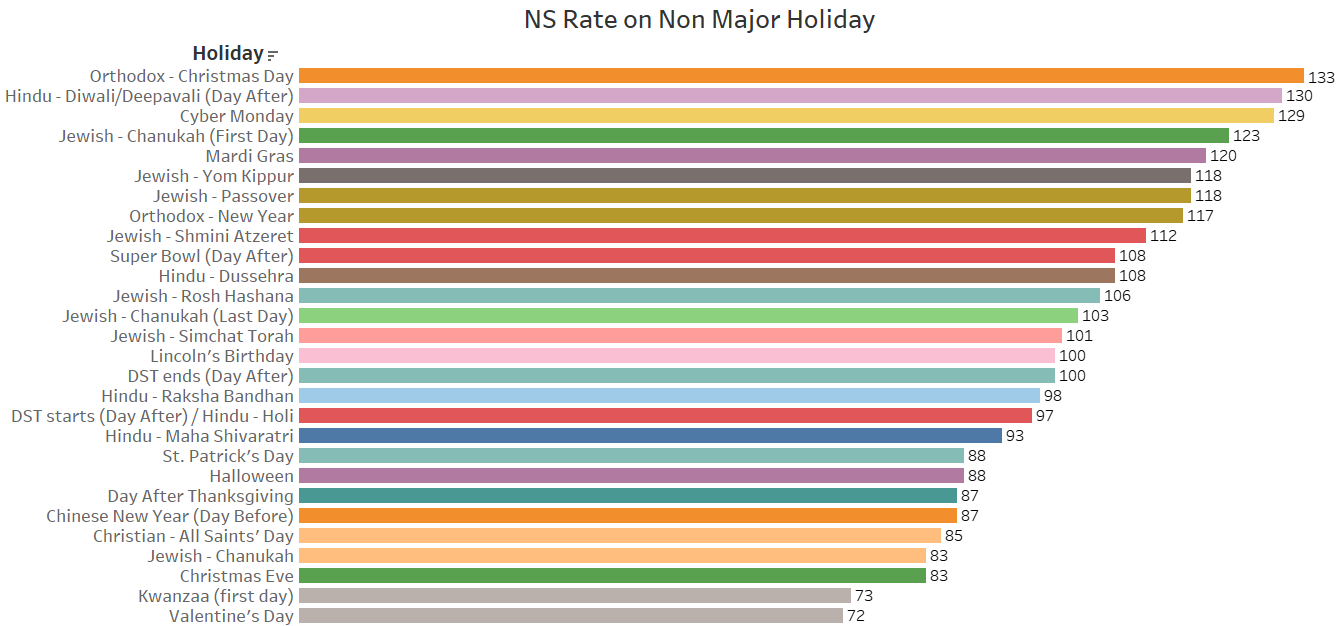 NS Rate on Non Major Holiday
Holiday
Orthodox - Christmas Day 133
Hindu - Diwali/Deepavali (Day After) 130
Cyber Monday 129
Jewish - Chanukah (First Day) 123
Mardi Gras 120
Jewish - Yom Kippur 118
Jewish - Passover 118
Orthodox - New Year 117
Jewish - Shmini Atzeret 112
Super Bowl (Day After) 108
Hindu - Dussehra 108
Jewish - Rosh Hashana 106
Jewish - Chanukah (Last Day) 103
Jewish - Simchat Torah 101
Lincoln’s Birthday 100
DST ends (Day After) 100
Hindu - Raksha Bandhan 98
DST starts (Day After) / Hindu - Holi 97
Hindu - Maha Shivaratri 93
St. Patrick’s Day 88
Halloween 88
Day After Thanksgiving 87
Chinese New Year (Day Before) 87
Christian - All Saints’ Day 85
Jewish - Chanukah 83
Christmas Eve 83
Kwanzaa (first day) 73
Valentine’s Day 72